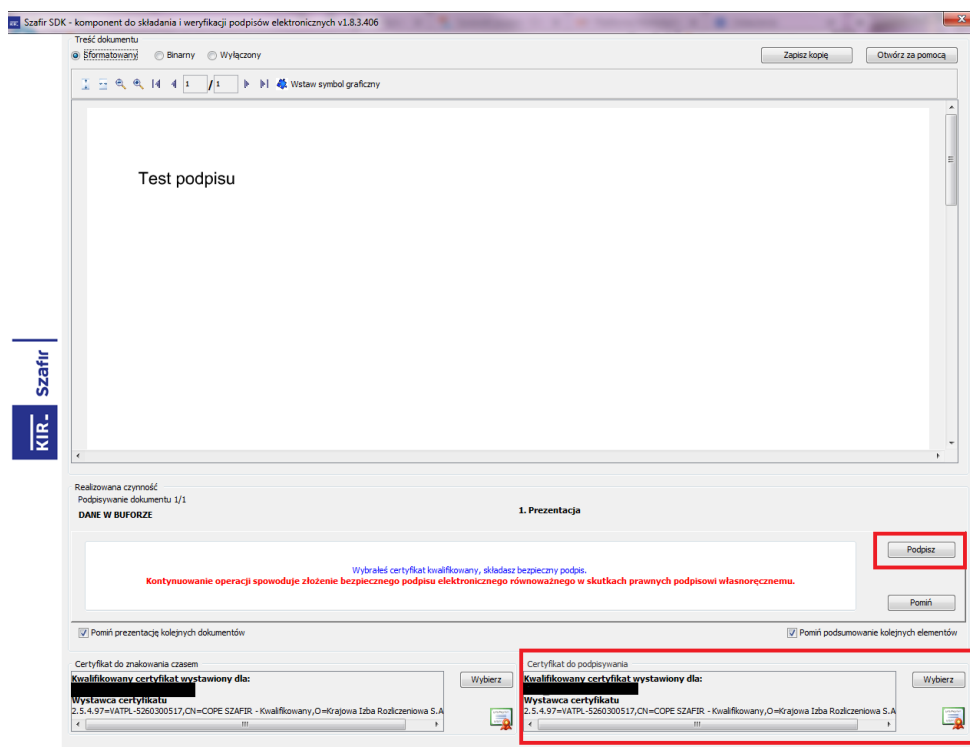 KIR. Szafir SDK - komponent do składania i weryfikacji podpisów elektronicznych v1.8.3.406
Treść dokumentu
Sformatowany Binarny Wyłączony Zapisz kopię Otwórz za pomocą
1 / 1 Wstaw symbol graficzny
Test podpisu
KIR. Szafir
Realizowana czynność
Podpisywanie dokumentu 1/1
DANE W BUFORZE
1. Prezentacja
Podpisz
Wybrałeś certyfikat kwalifikowany, składasz bezpieczny podpis.
Kontynuowanie operacji spowoduje złożenie bezpiecznego podpisu elektronicznego równoważnego w skutkach prawnych podpisowi własnoręcznemu.
Pomiń
Pomiń prezentację kolejnych dokumentów
Pomiń podsumowanie kolejnych elementów
Certyfikat do znakowania czasem
Kwalifikowany certyfikat wystawiony dla:
Wystawca certyfikatu
2.5.4.97=VATPL-5260300517,CN=COPE SZAFIR - Kwalifikowany,O=Krajowa Izba Rozliczeniowa S.A
Wybierz
Certyfikat do podpisywania
Kwalifikowany certyfikat wystawiony dla:
Wystawca certyfikatu
2.5.4.97=VATPL-5260300517,CN=COPE SZAFIR - Kwalifikowany,O=Krajowa Izba Rozliczeniowa S.A
Wybierz